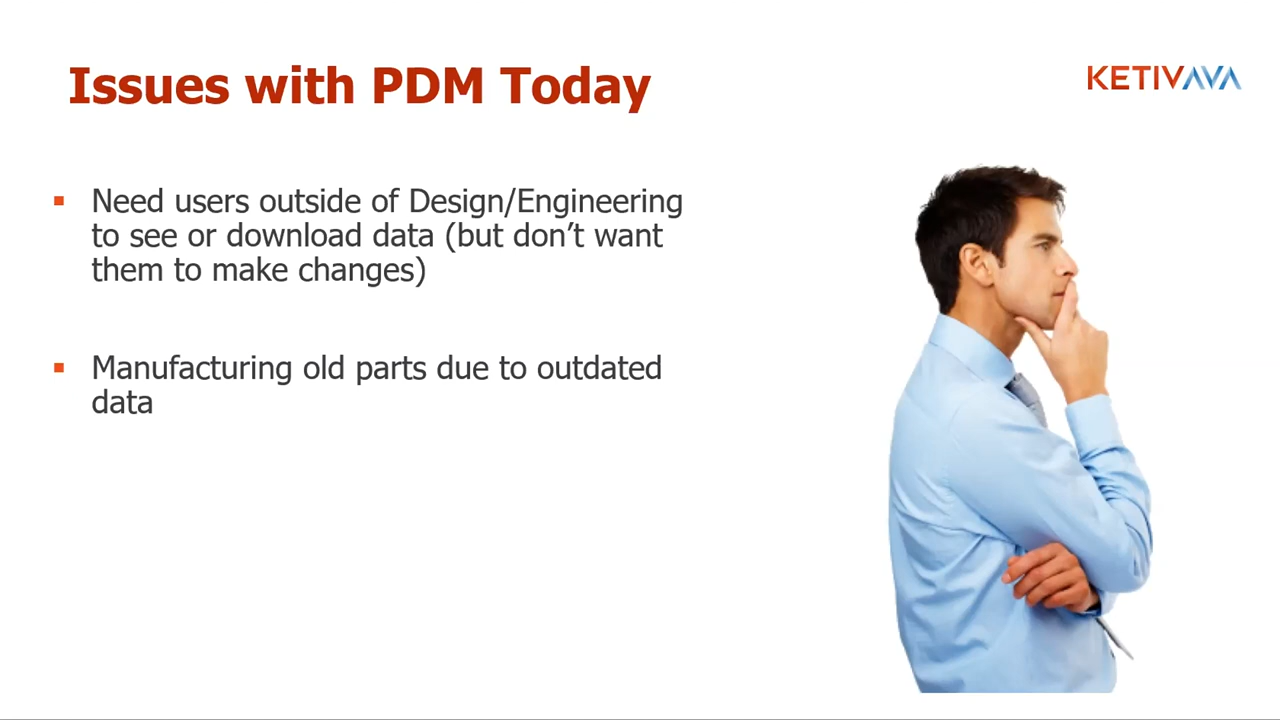 Issues with PDM Today
KETIVAVA
Need users outside of Design/Engineering
to see or download data (but don’t want
them to make changes)
Manufacturing old parts due to outdated
data